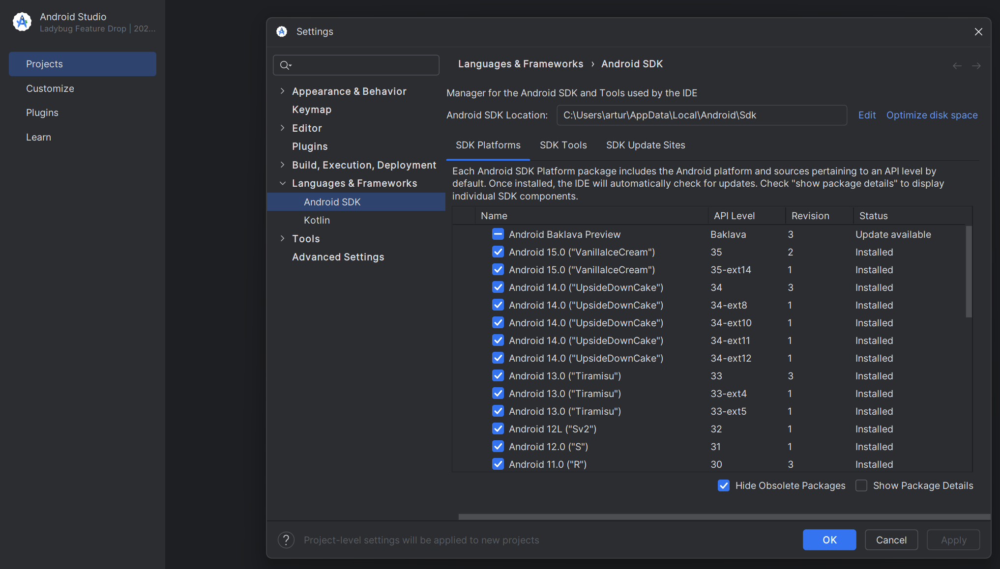 Android Studio
Ladybug Feature Drop | 202...
Projects
Customize
Plugins
Learn
Settings
Appearance & Behavior
Keymap
Editor
Plugins
Build, Execution, Deployment
Languages & Frameworks
Android SDK
Kotlin
Tools
Advanced Settings
Languages & Frameworks › Android SDK
Manager for the Android SDK and Tools used by the IDE
Android SDK Location: C:\Users\artur\AppData\Local\Android\Sdk Edit Optimize disk space
SDK Platforms SDK Tools SDK Update Sites
Each Android SDK Platform package includes the Android platform and sources pertaining to an API level by
default. Once installed, the IDE will automatically check for updates. Check "show package details" to display
individual SDK components.
Name API Level Revision Status
Android Baklava Preview Baklava 3 Update available
Android 15.0 ("VanillaIceCream") 35 2 Installed
Android 15.0 ("VanillaIceCream") 35-ext14 1 Installed
Android 14.0 ("UpsideDownCake") 34 3 Installed
Android 14.0 ("UpsideDownCake") 34-ext8 1 Installed
Android 14.0 ("UpsideDownCake") 34-ext10 1 Installed
Android 14.0 ("UpsideDownCake") 34-ext11 1 Installed
Android 14.0 ("UpsideDownCake") 34-ext12 1 Installed
Android 13.0 ("Tiramisu") 33 3 Installed
Android 13.0 ("Tiramisu") 33-ext4 1 Installed
Android 13.0 ("Tiramisu") 33-ext5 1 Installed
Android 12L ("Sv2") 32 1 Installed
Android 12.0 ("S") 31 1 Installed
Android 11.0 ("R") 30 3 Installed
Hide Obsolete Packages Show Package Details
? Project-level settings will be applied to new projects
OK Cancel Apply